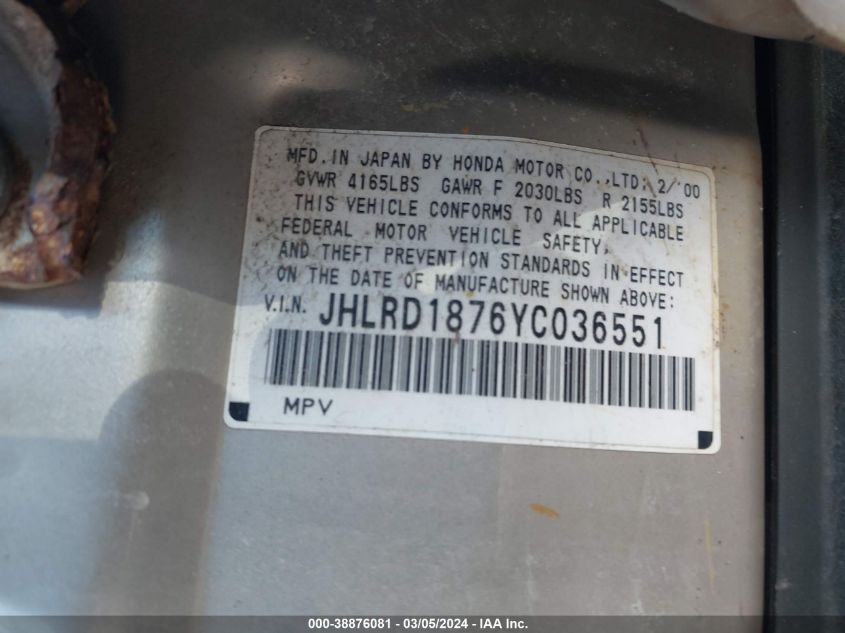 MFD. IN JAPAN BY HONDA MOTOR CO., LTD; 2/'00
GVWR 4165LBS GAWR F 2030LBS R 2155LBS
THIS VEHICLE CONFORMS TO ALL APPLICABLE
FEDERAL MOTOR VEHICLE SAFETY,
AND THEFT PREVENTION STANDARDS IN EFFECT
ON THE DATE OF MANUFACTURE SHOWN ABOVE:
V.I.N. JHLRD1876YC036551
MPV
000-38876081 - 03/05/2024 - IAA Inc.